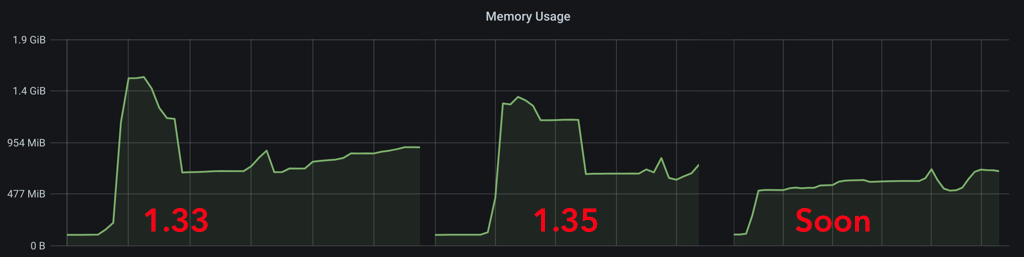 Memory Usage
1.9 GiB
1.4 GiB
954 MiB
477 MiB
0 B
1.33
1.35
Soon